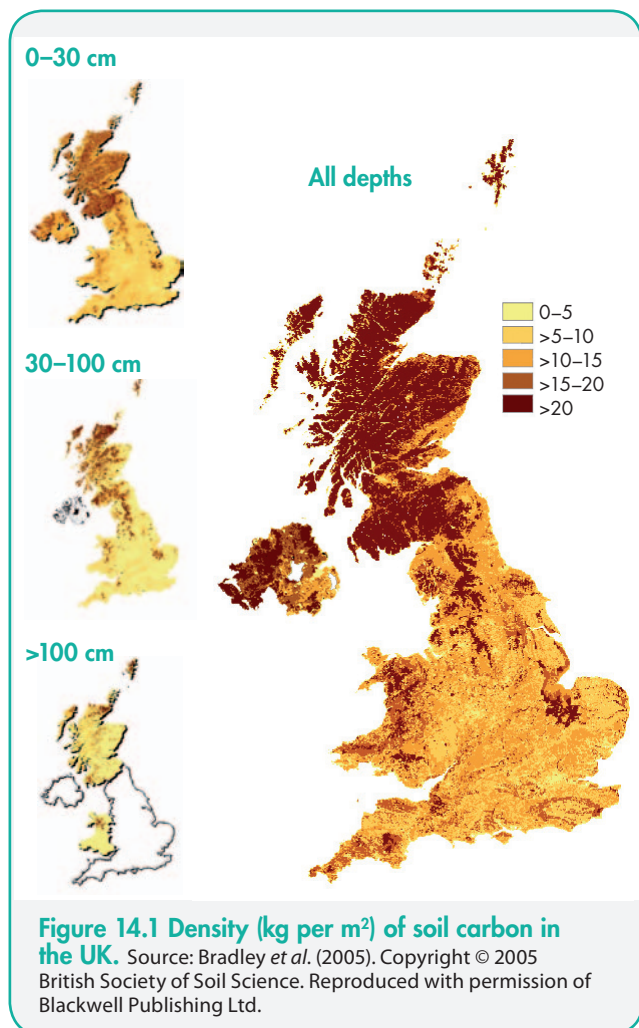 0–30 cm
All depths
0–5
>5–10
>10–15
>15–20
>20
30–100 cm
>100 cm
Figure 14.1 Density (kg per m²) of soil carbon in
the UK. Source: Bradley et al. (2005). Copyright © 2005
British Society of Soil Science. Reproduced with permission of
Blackwell Publishing Ltd.